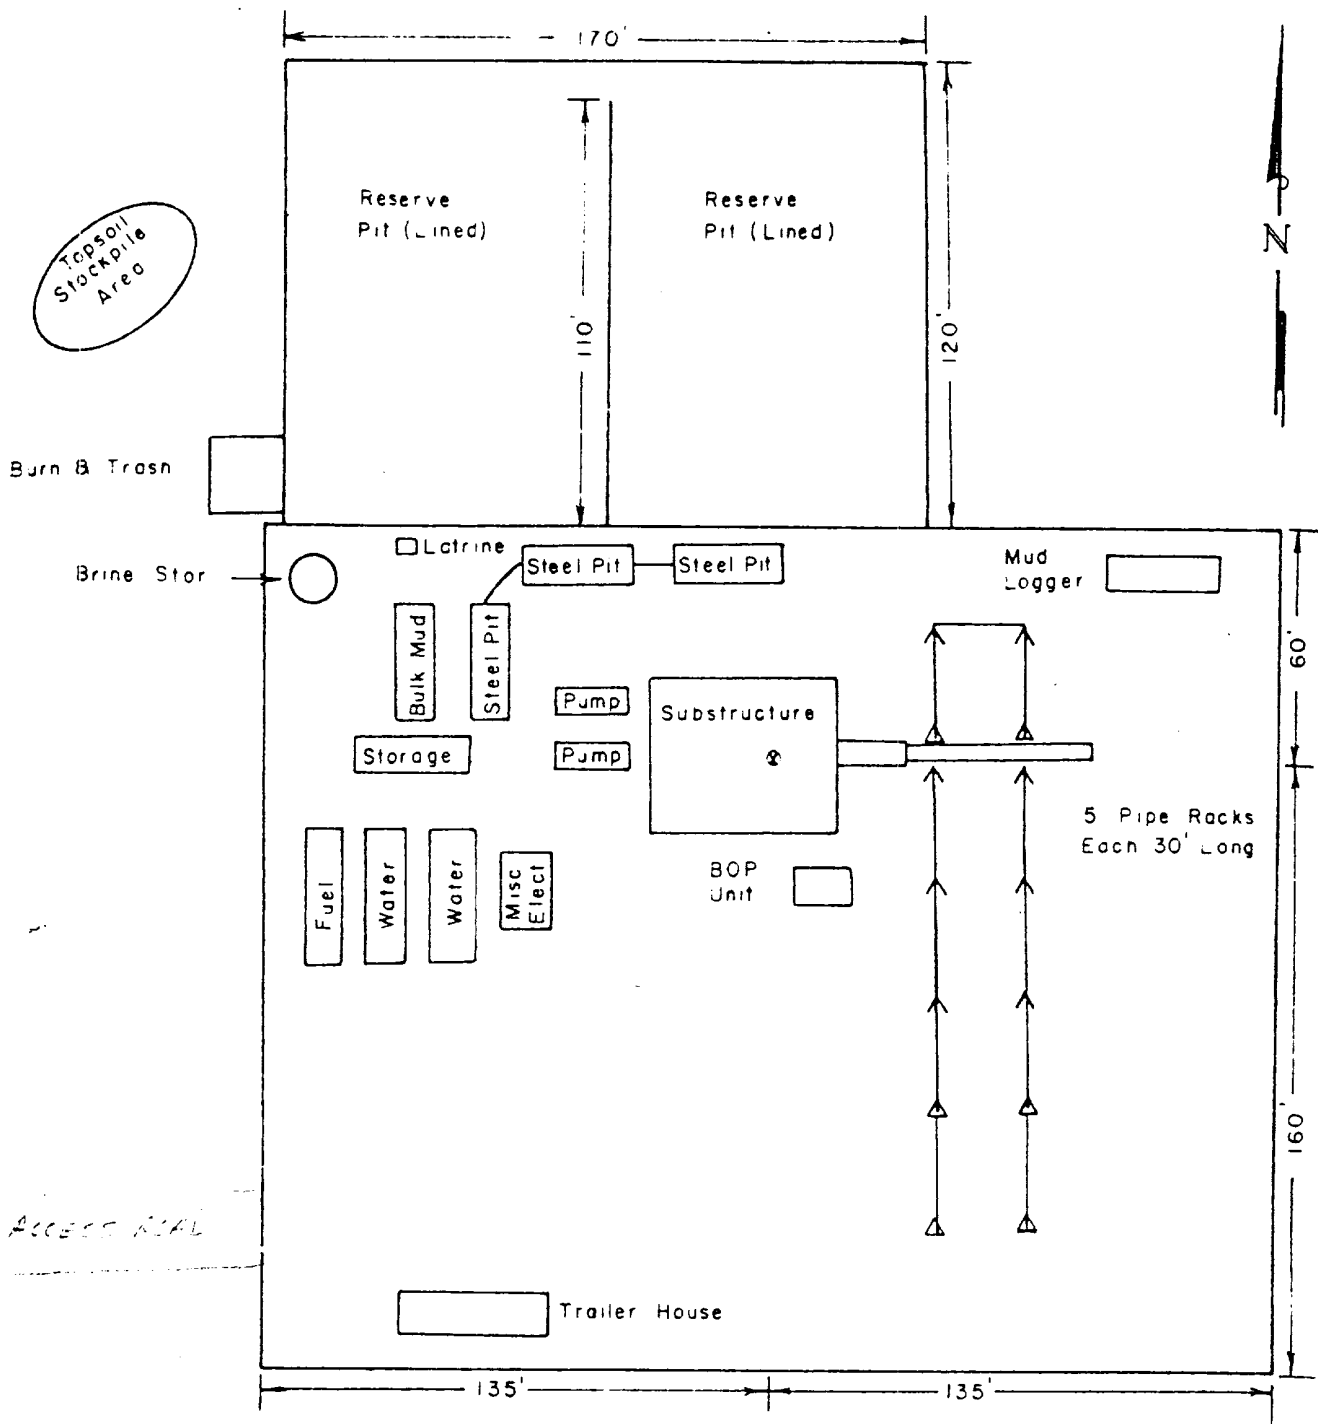 170'
Reserve
Pit (Lined)
Reserve
Pit (Lined)
110'
120'
N
Topsoil
Stockpile
Area
Burn & Trash
Brine Stor
Latrine
Steel Pit
Steel Pit
Mud
Logger
Bulk Mud
Steel Pit
Pump
Pump
Substructure
Storage
60'
5 Pipe Racks
Each 30' Long
BOP
Unit
Fuel
Water
Water
Misc
Elect
160'
ACCESS ROAD
Trailer House
135'
135'